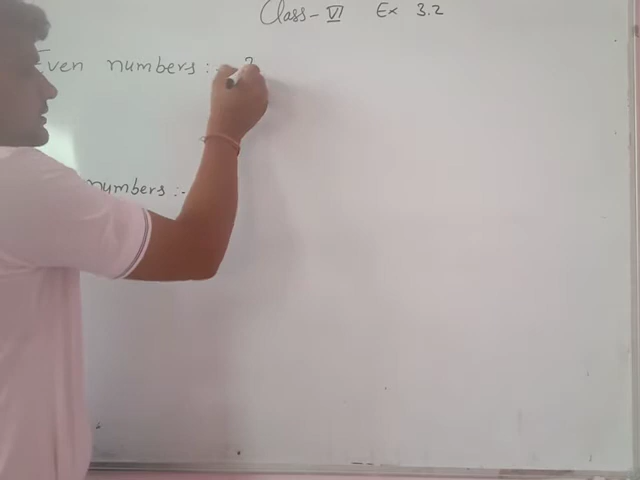 Class - VI Ex 3.2
Even numbers :- 2
numbers :-